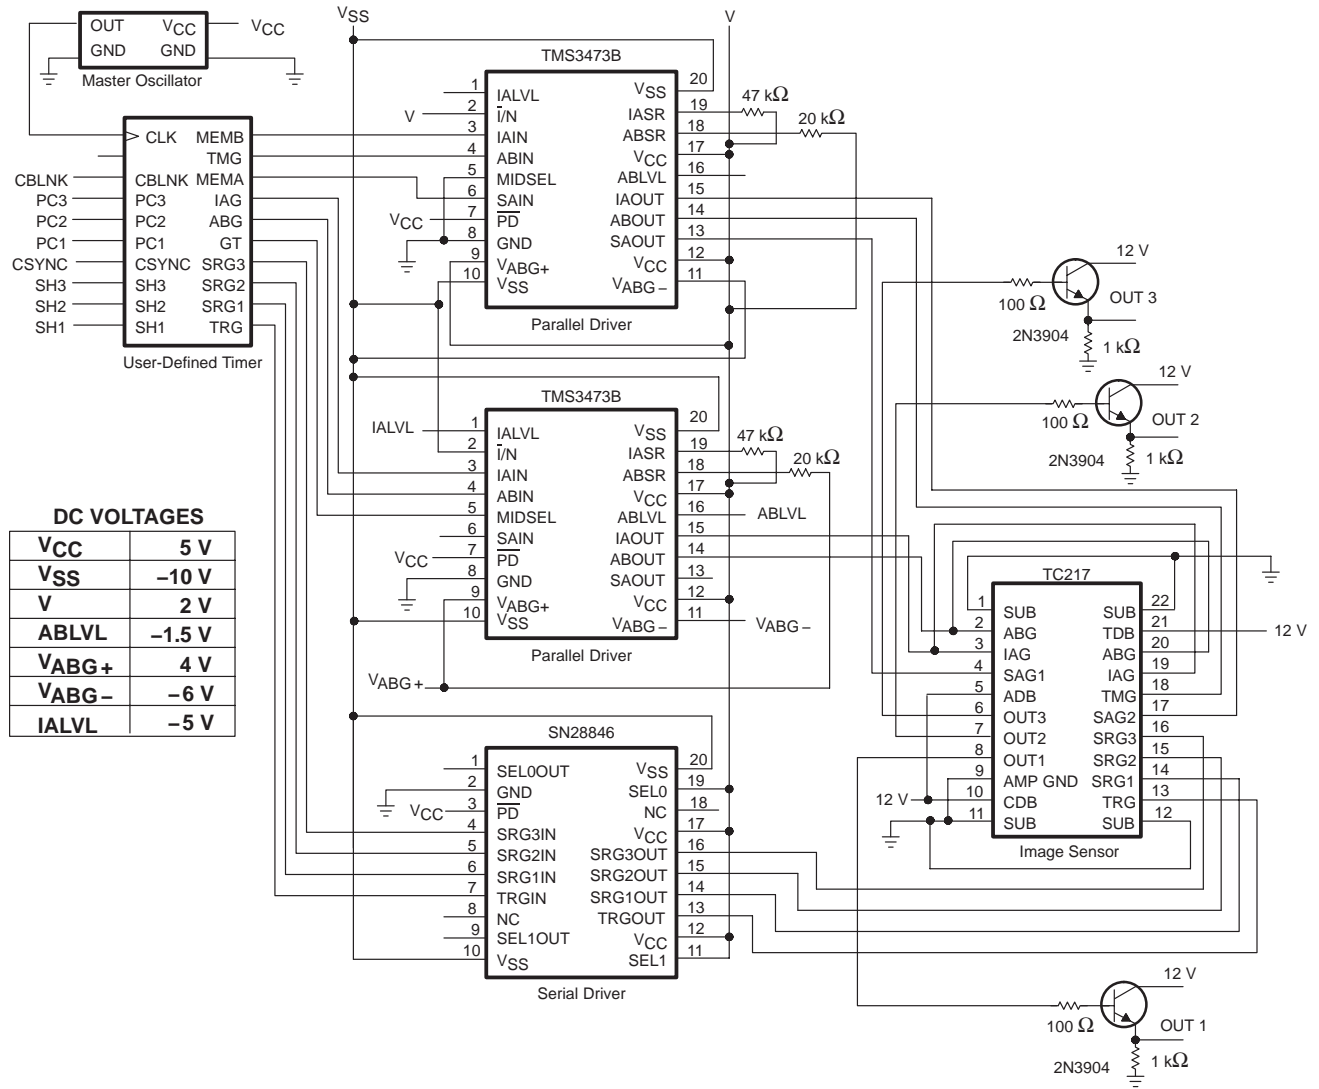 VSS
V
OUT VCC VCC
GND GND
Master Oscillator
CLK MEMB
TMG
CBLNK CBLNK MEMA
PC3 PC3 IAG
PC2 PC2 ABG
PC1 PC1 GT
CSYNC CSYNC SRG3
SH3 SH3 SRG2
SH2 SH2 SRG1
SH1 SH1 TRG
User-Defined Timer
TMS3473B
1 IALVL VSS 20
V 2 I/N IASR 19 47 kΩ
3 IAIN ABSR 18 20 kΩ
4 ABIN VCC 17
5 MIDSEL ABLVL 16
6 SAIN IAOUT 15
VCC 7 PD ABOUT 14
8 GND SAOUT 13
9 VABG+ VCC 12
10 VSS VABG– 11
Parallel Driver
TMS3473B
IALVL 1 IALVL VSS 20
2 I/N IASR 19 47 kΩ
3 IAIN ABSR 18 20 kΩ
4 ABIN VCC 17
5 MIDSEL ABLVL 16 ABLVL
6 SAIN IAOUT 15
VCC 7 PD ABOUT 14
8 GND SAOUT 13
9 VABG+ VCC 12
10 VSS VABG– 11 VABG–
Parallel Driver
VABG+
SN28846
1 SEL0OUT VSS 20
2 GND SEL0 19
VCC 3 PD NC 18
4 SRG3IN VCC 17
5 SRG2IN SRG3OUT 16
6 SRG1IN SRG2OUT 15
7 TRGIN SRG1OUT 14
8 NC TRGOUT 13
9 SEL1OUT VCC 12
10 VSS SEL1 11
Serial Driver
DC VOLTAGES
VCC 5 V
VSS –10 V
V 2 V
ABLVL –1.5 V
VABG+ 4 V
VABG– –6 V
IALVL –5 V
12 V
100 Ω OUT 3
2N3904
1 kΩ
12 V
100 Ω OUT 2
2N3904 1 kΩ
TC217
1 SUB SUB 22
2 ABG TDB 21 12 V
3 IAG ABG 20
4 SAG1 IAG 19
5 ADB TMG 18
6 OUT3 SAG2 17
7 OUT2 SRG3 16
8 OUT1 SRG2 15
9 AMP GND SRG1 14
12 V 10 CDB TRG 13
11 SUB SUB 12
Image Sensor
12 V
100 Ω OUT 1
2N3904 1 kΩ